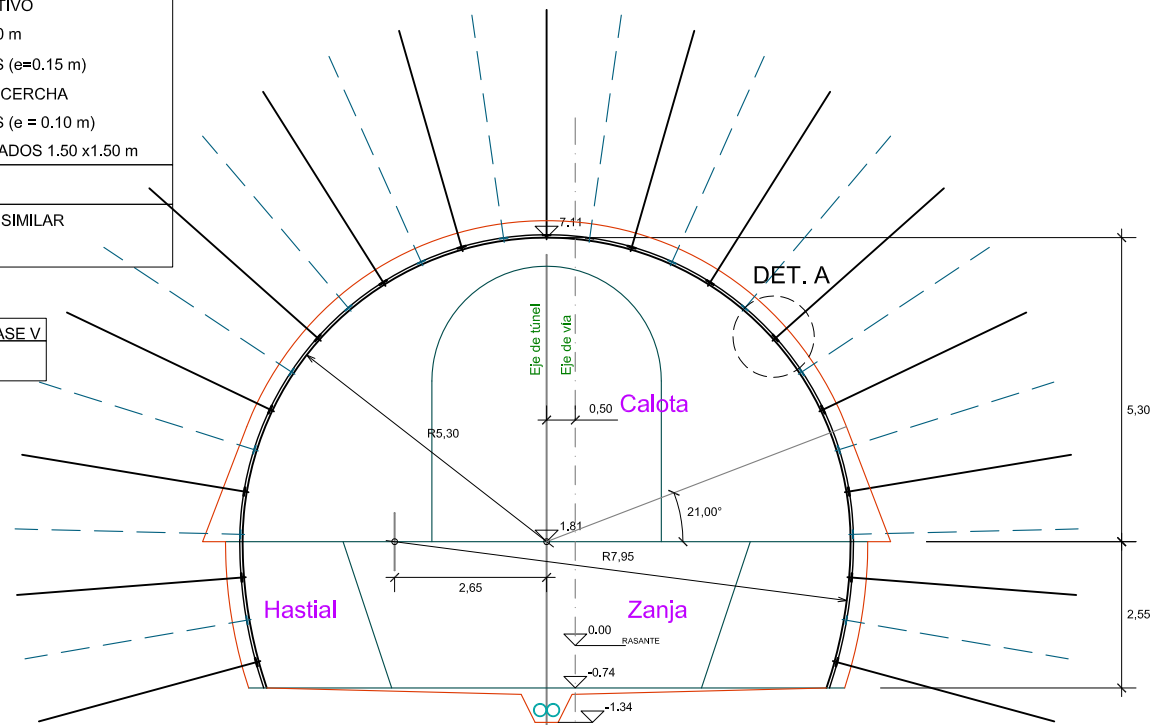 TIVO
0 m
S (e=0.15 m)
CERCHA
S (e = 0.10 m)
ADOS 1.50 x1.50 m
SIMILAR
ASE V
7.11
DET. A
Eje de túnel
Eje de vía
0,50
Calota
5,30
R5,30
21,00°
1.81
R7,95
2,65
Hastial
Zanja
2,55
0.00
RASANTE
-0.74
-1.34